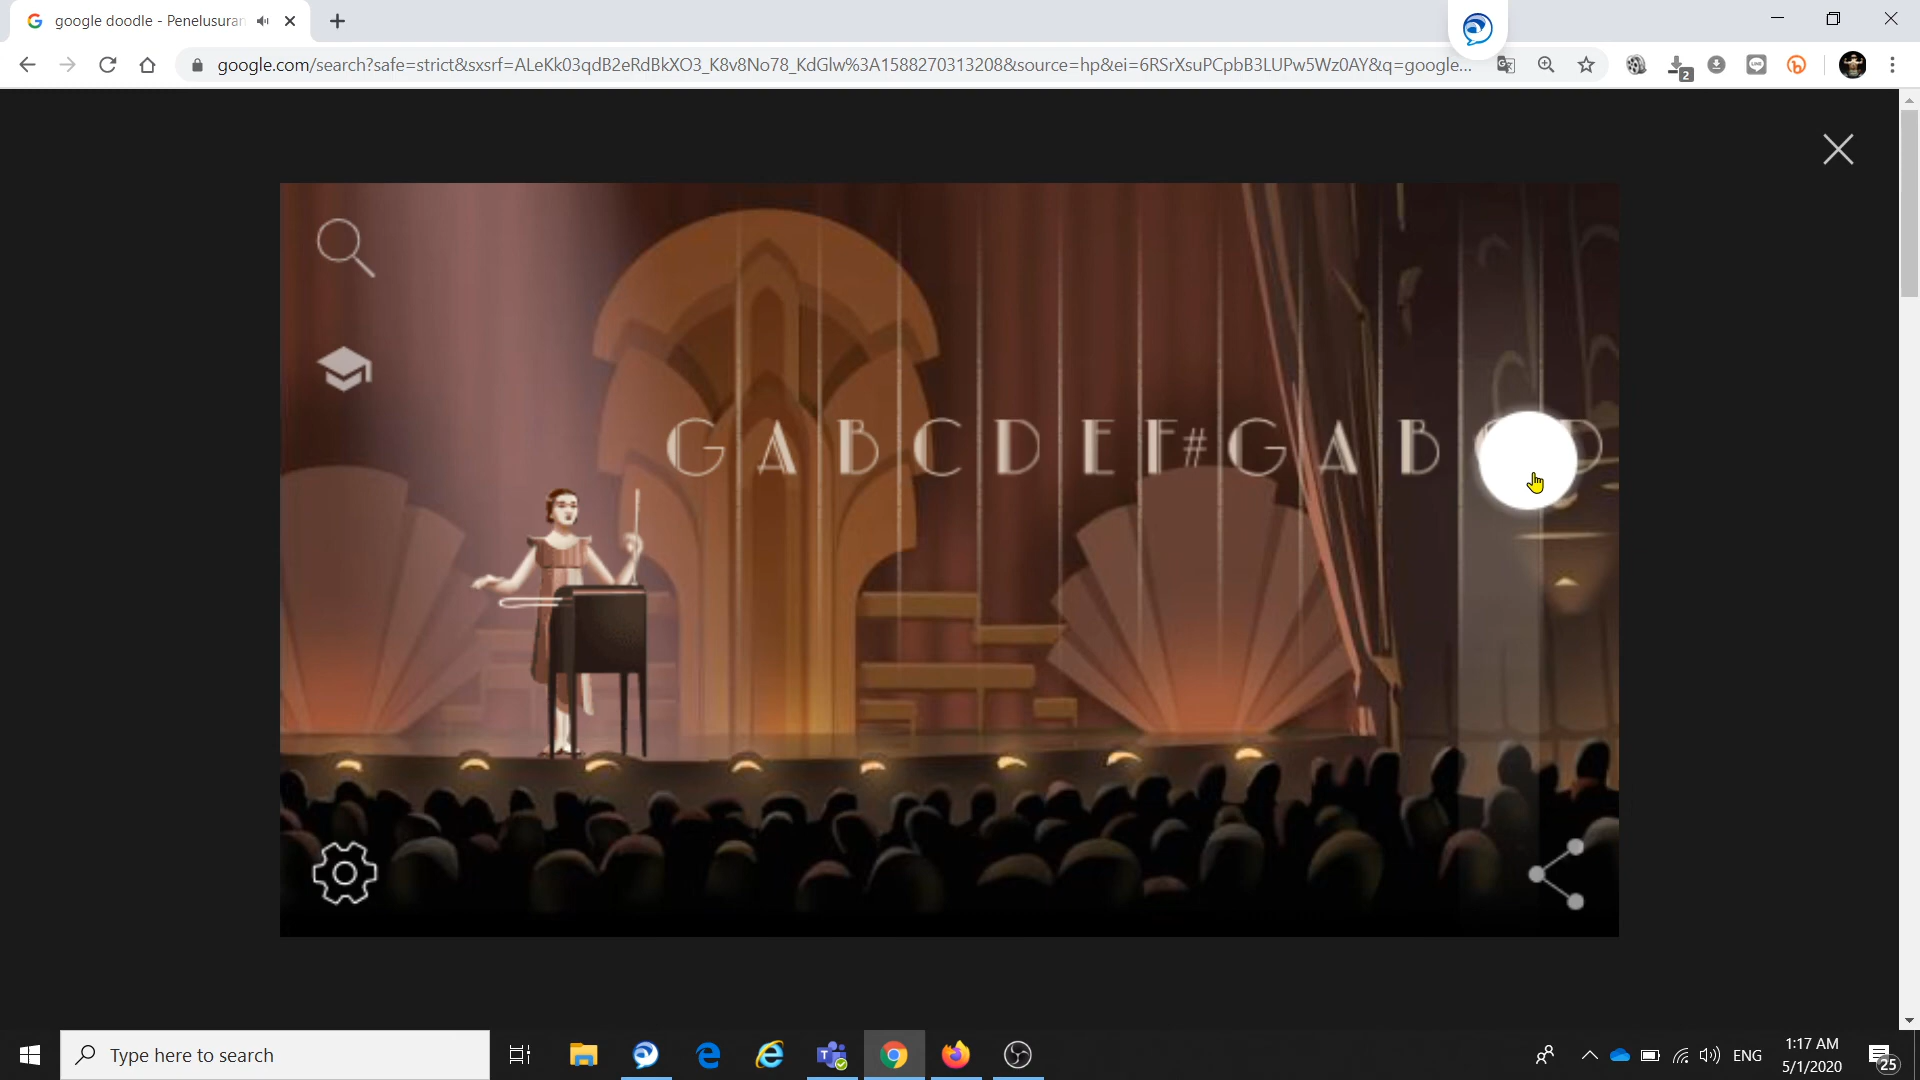 google doodle - Penelusuran
google.com/search?safe=strict&sxsrf=ALeKk03qdB2eRdBkXO3_K8v8No78_KdGlw%3A1588270313208&source=hp&ei=6RSrXsuPCpbB3LUPw5Wz0AY&q=google...
2
G A B C D E F# G A B D
Type here to search
ENG
1:17 AM
5/1/2020
25